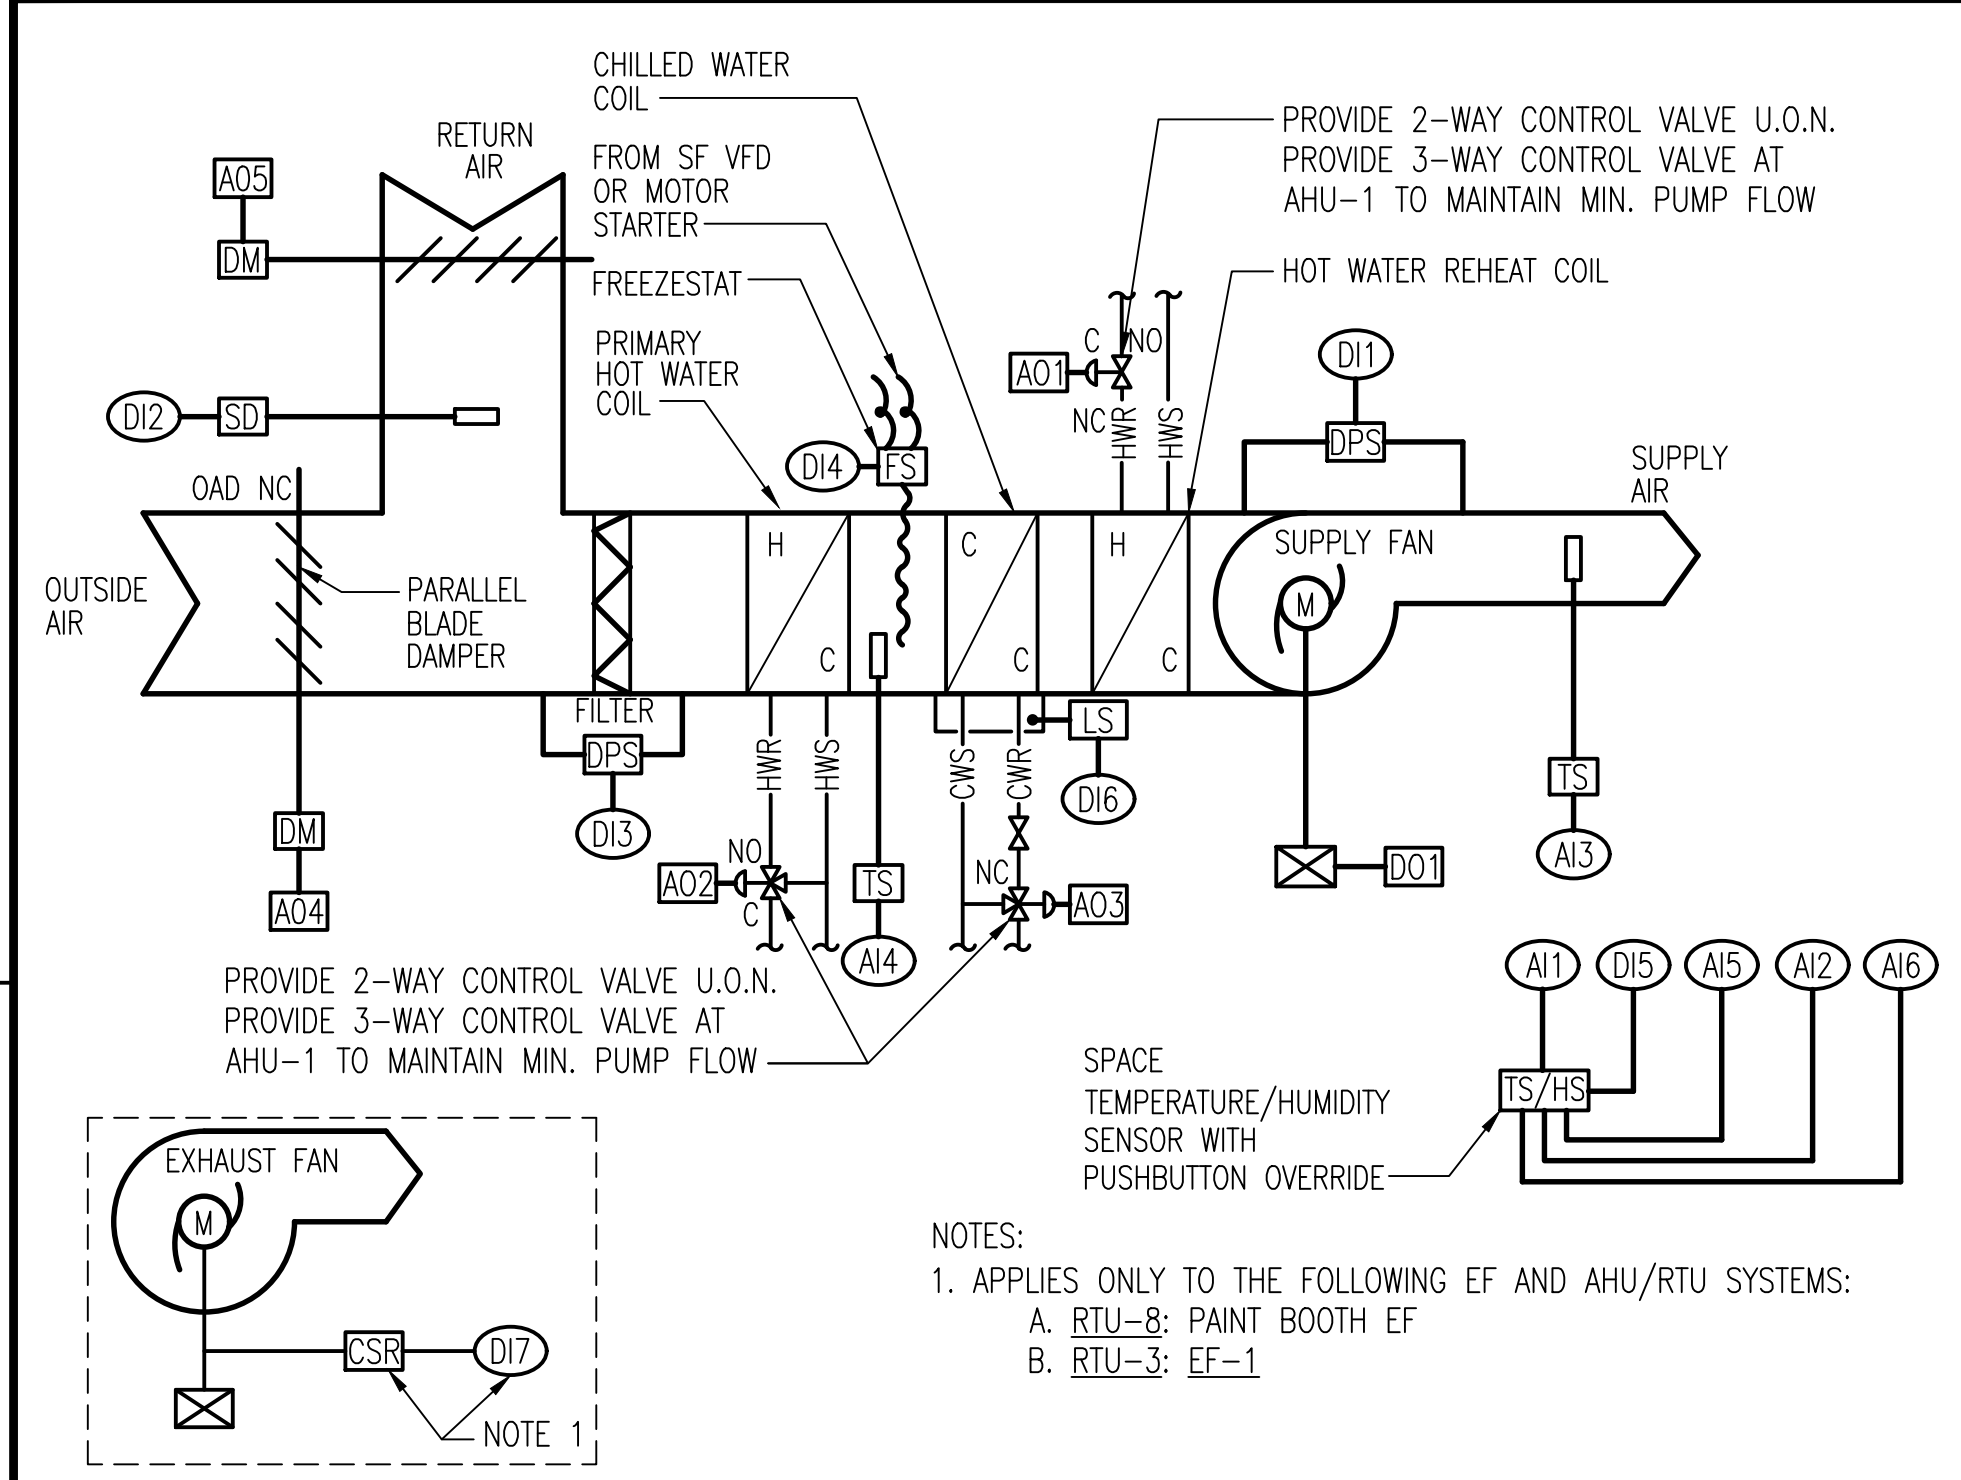 CHILLED WATER
COIL
RETURN
AIR
FROM SF VFD
OR MOTOR
STARTER
FREEZESTAT
PRIMARY
HOT WATER
COIL
PROVIDE 2-WAY CONTROL VALVE U.O.N.
PROVIDE 3-WAY CONTROL VALVE AT
AHU-1 TO MAINTAIN MIN. PUMP FLOW
HOT WATER REHEAT COIL
AO5
DM
DI2
SD
OAD NC
DI4
FS
AO1
C
NO
NC
HWR
HWS
DI1
DPS
SUPPLY
AIR
OUTSIDE
AIR
PARALLEL
BLADE
DAMPER
H
C
C
C
H
C
SUPPLY FAN
M
FILTER
DPS
DI3
HWR
HWS
CWS
CWR
LS
DI6
DM
AO4
NO
AO2
C
TS
AI4
NC
AO3
DO1
TS
AI3
PROVIDE 2-WAY CONTROL VALVE U.O.N.
PROVIDE 3-WAY CONTROL VALVE AT
AHU-1 TO MAINTAIN MIN. PUMP FLOW
AI1
DI5
AI5
AI2
AI6
TS/HS
SPACE
TEMPERATURE/HUMIDITY
SENSOR WITH
PUSHBUTTON OVERRIDE
EXHAUST FAN
M
CSR
DI7
NOTE 1
NOTES:
1. APPLIES ONLY TO THE FOLLOWING EF AND AHU/RTU SYSTEMS:
A. RTU-8: PAINT BOOTH EF
B. RTU-3: EF-1